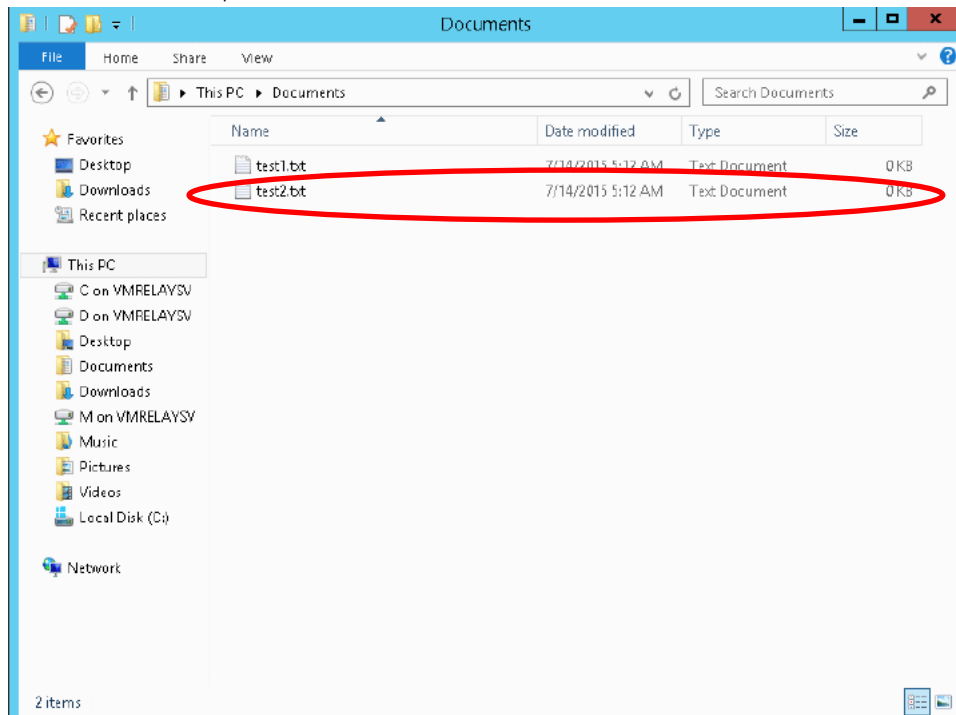 Documents
File Home Share View
This PC Documents Search Documents
Name Date modified Type Size
Favorites
Desktop
Downloads
Recent places
test1.txt 7/14/2015 5:12 AM Text Document 0 KB
test2.txt 7/14/2015 5:12 AM Text Document 0 KB
This PC
C on VMRELAYSV
D on VMRELAYSV
Desktop
Documents
Downloads
M on VMRELAYSV
Music
Pictures
Videos
Local Disk (C:)
Network
2 items